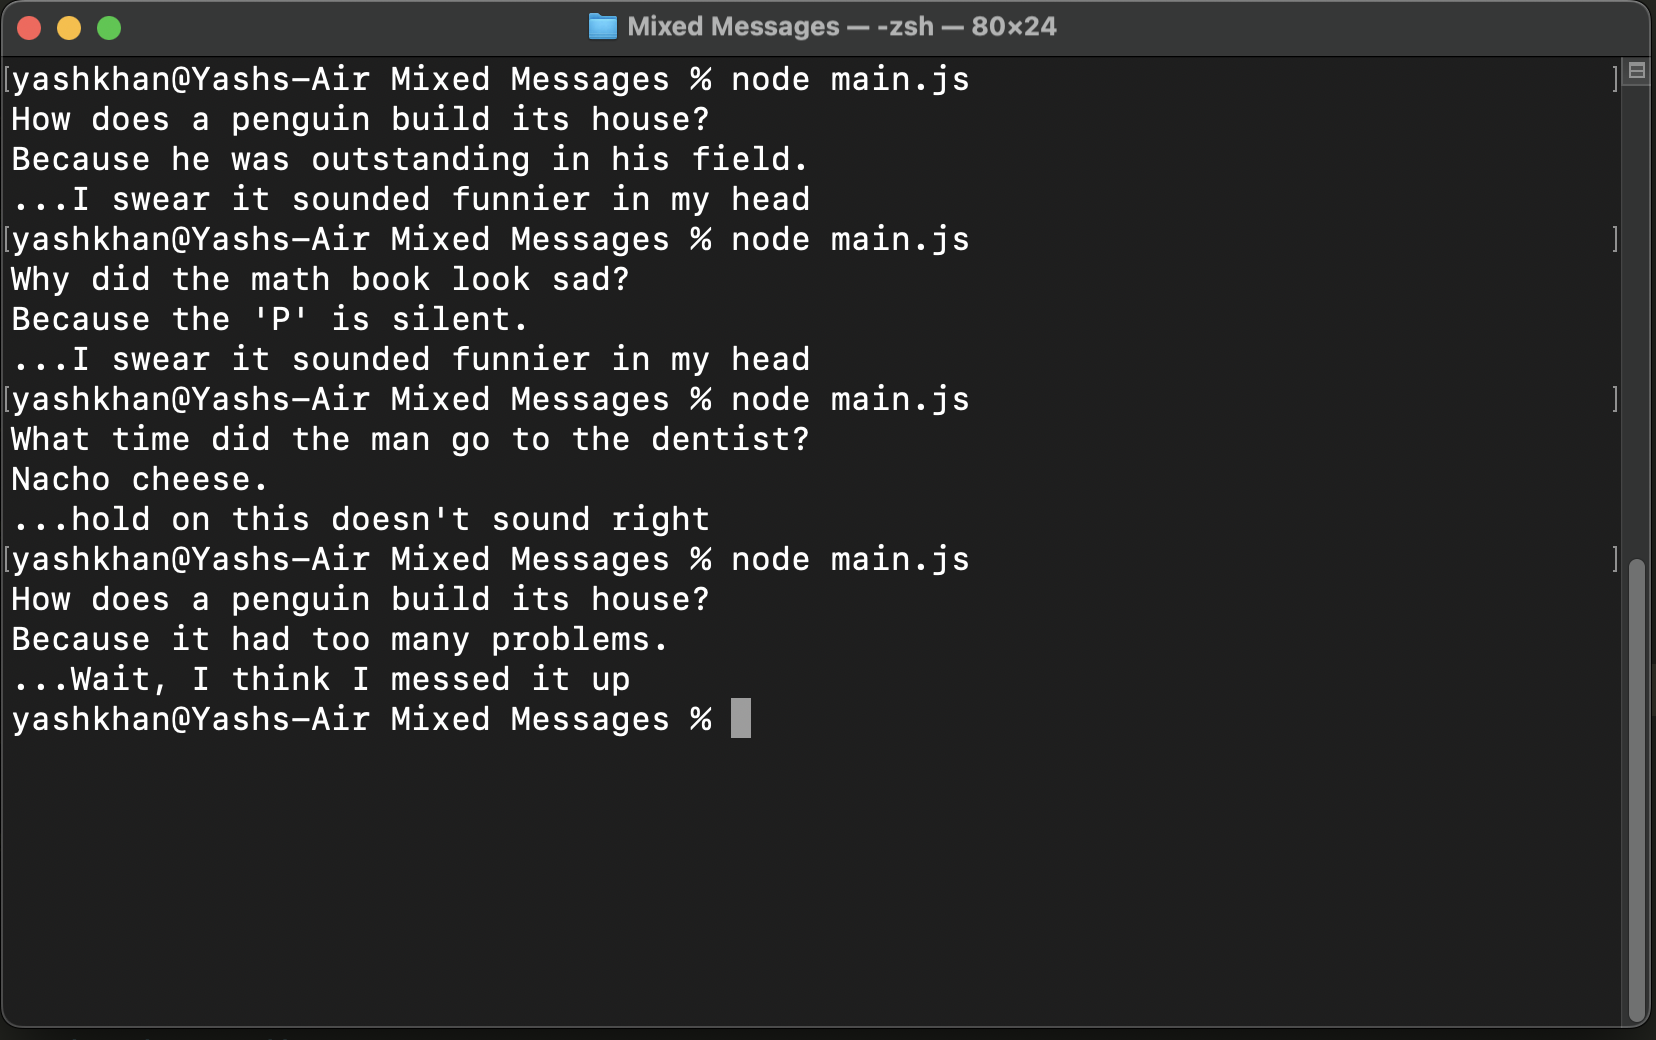 Mixed Messages — -zsh — 80×24
[yashkhan@Yashs-Air Mixed Messages % node main.js ]
How does a penguin build its house?
Because he was outstanding in his field.
...I swear it sounded funnier in my head
[yashkhan@Yashs-Air Mixed Messages % node main.js ]
Why did the math book look sad?
Because the 'P' is silent.
...I swear it sounded funnier in my head
[yashkhan@Yashs-Air Mixed Messages % node main.js ]
What time did the man go to the dentist?
Nacho cheese.
...hold on this doesn't sound right
[yashkhan@Yashs-Air Mixed Messages % node main.js ]
How does a penguin build its house?
Because it had too many problems.
...Wait, I think I messed it up
yashkhan@Yashs-Air Mixed Messages %